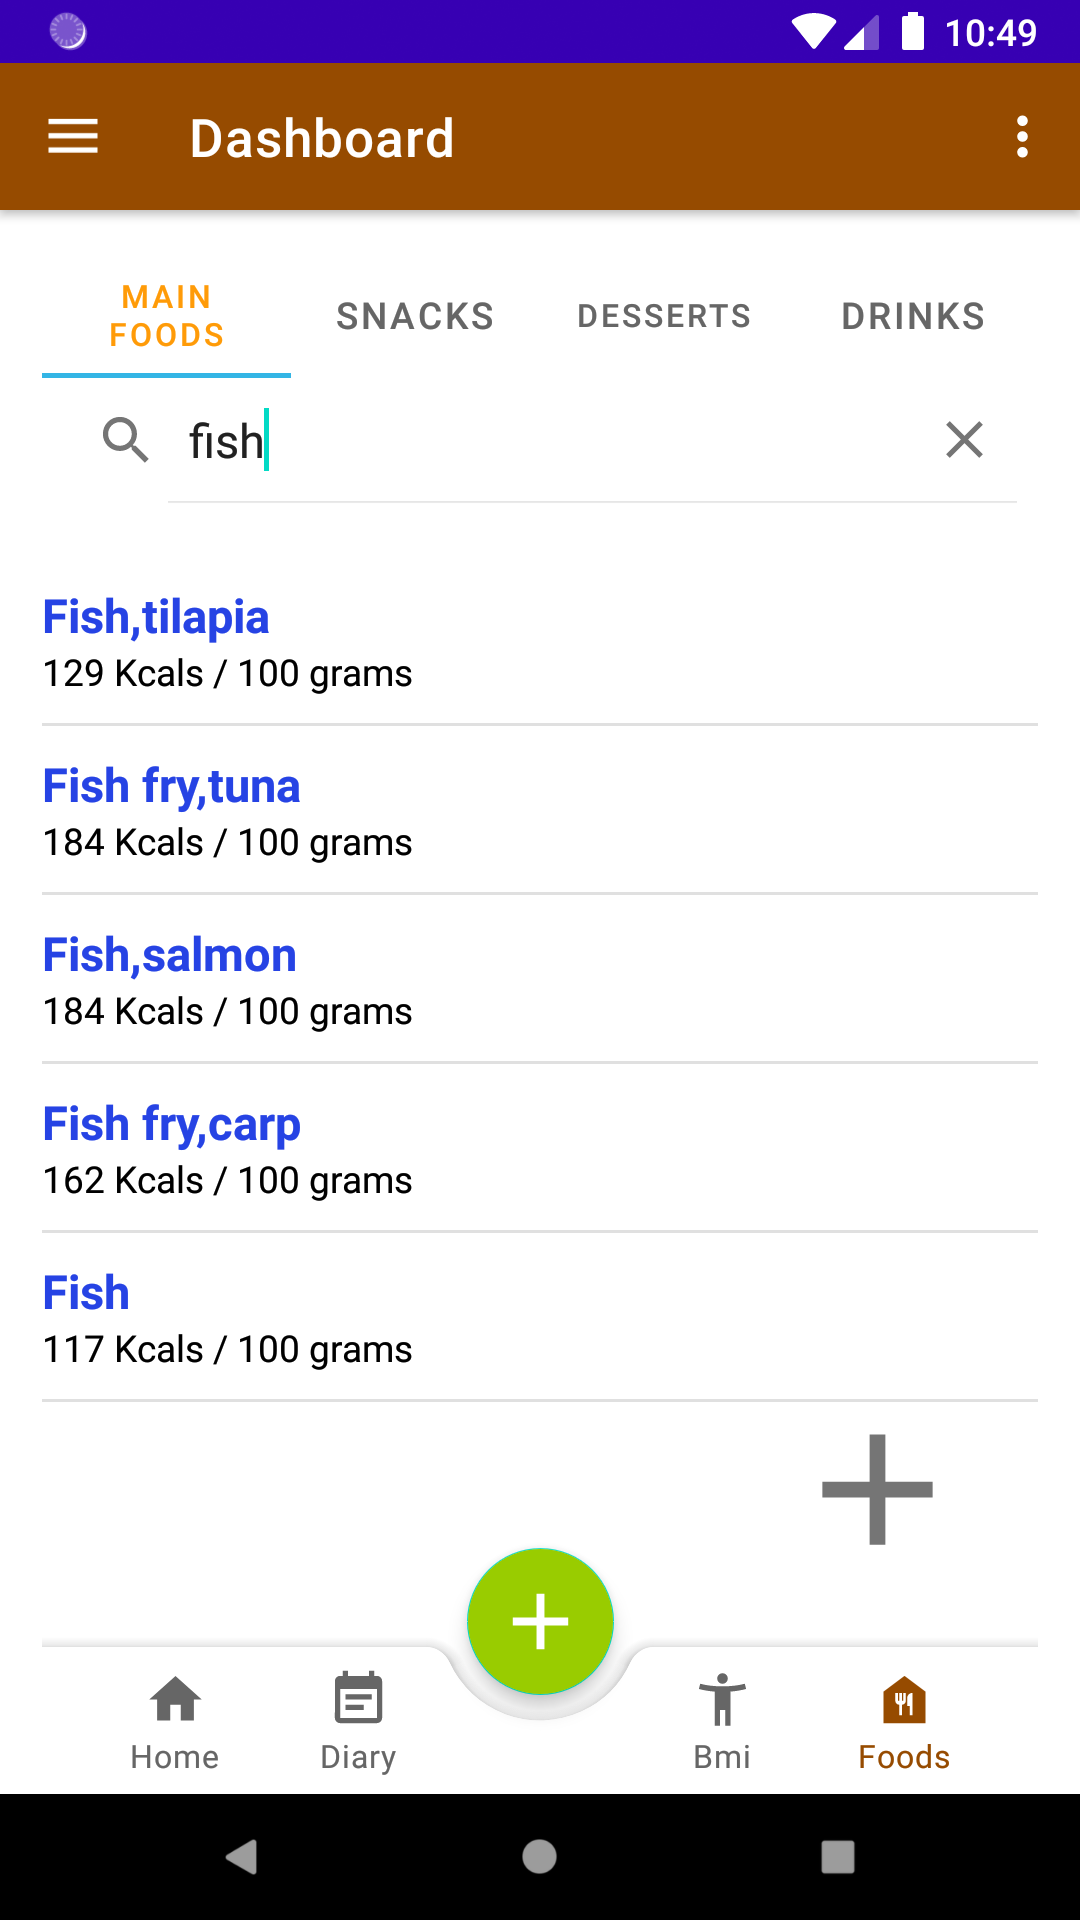 10:49
Dashboard
MAIN
FOODS
SNACKS
DESSERTS
DRINKS
fish
Fish,tilapia
129 Kcals / 100 grams
Fish fry,tuna
184 Kcals / 100 grams
Fish,salmon
184 Kcals / 100 grams
Fish fry,carp
162 Kcals / 100 grams
Fish
117 Kcals / 100 grams
Home
Diary
Bmi
Foods